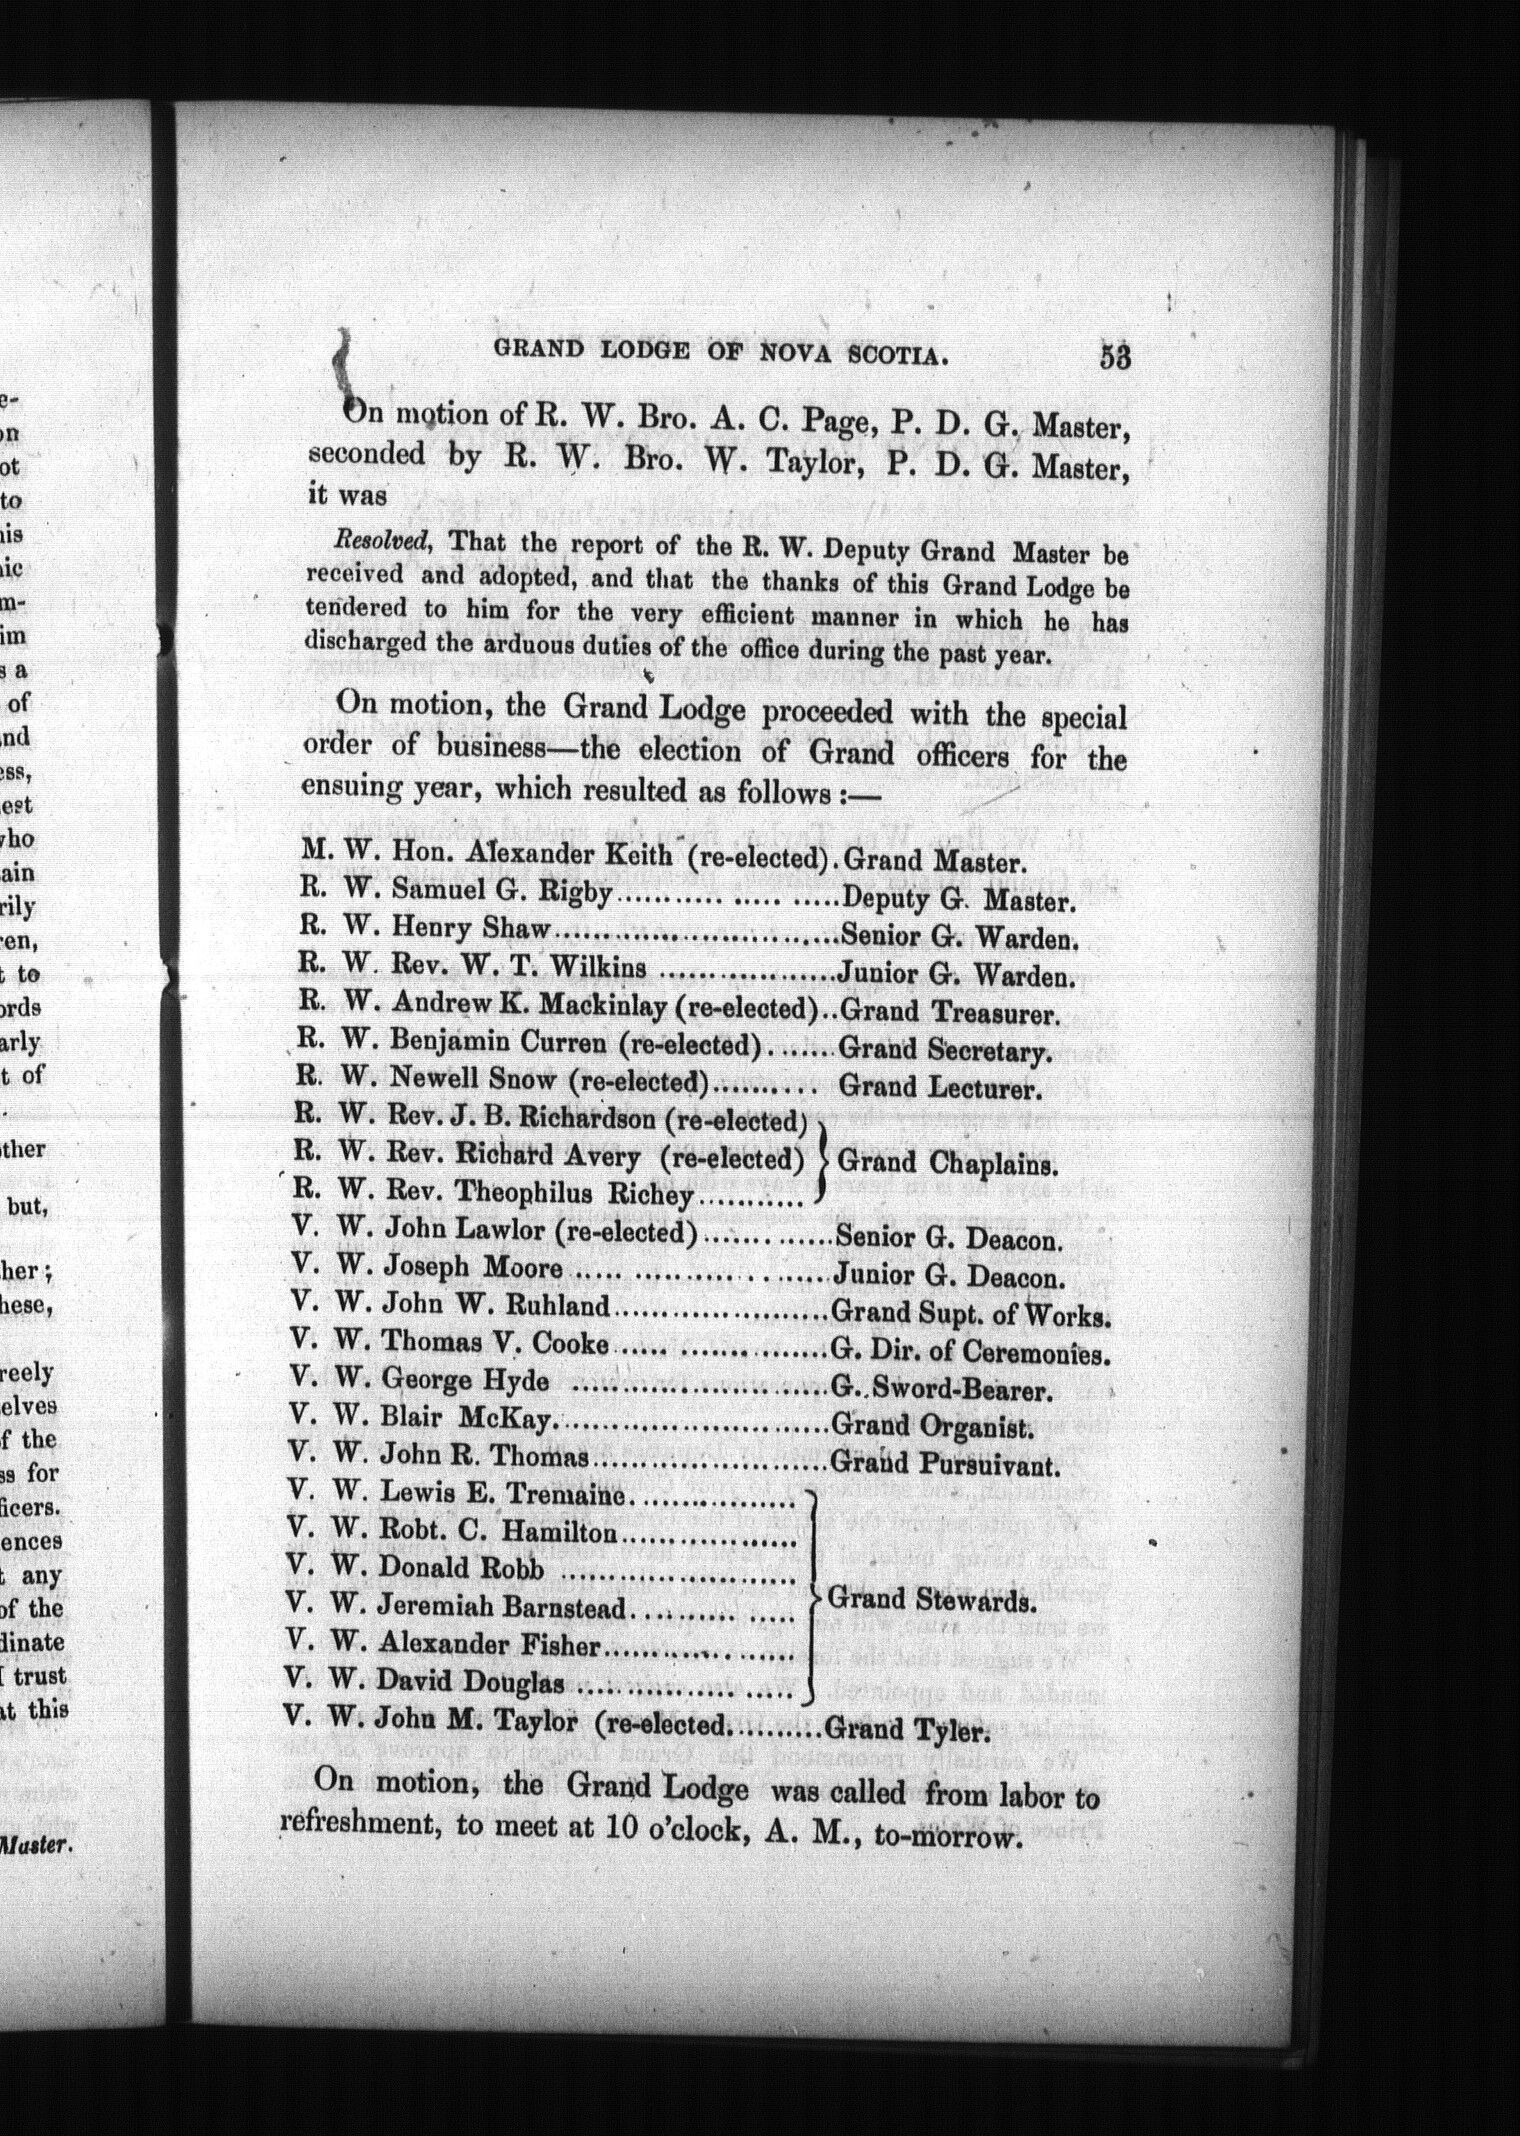 GRAND LODGE OF NOVA SCOTIA. 53
On motion of R. W. Bro. A. C. Page, P. D. G. Master,
seconded by R. W. Bro. W. Taylor, P. D. G. Master,
it was
Resolved, That the report of the R. W. Deputy Grand Master be
received and adopted, and that the thanks of this Grand Lodge be
tendered to him for the very efficient manner in which he has
discharged the arduous duties of the office during the past year.
On motion, the Grand Lodge proceeded with the special
order of business—the election of Grand officers for the
ensuing year, which resulted as follows :—
M. W. Hon. Alexander Keith (re-elected). Grand Master.
R. W. Samuel G. Rigby.......... ..... .....Deputy G. Master.
R. W. Henry Shaw.............................Senior G. Warden.
R. W. Rev. W. T. Wilkins ..................Junior G. Warden.
R. W. Andrew K. Mackinlay (re-elected)..Grand Treasurer.
R. W. Benjamin Curren (re-elected).......Grand Secretary.
R. W. Newell Snow (re-elected)........... Grand Lecturer.
R. W. Rev. J. B. Richardson (re-elected)
R. W. Rev. Richard Avery (re-elected) } Grand Chaplains.
R. W. Rev. Theophilus Richey...........
V. W. John Lawlor (re-elected).............Senior G. Deacon.
V. W. Joseph Moore ..... ....................Junior G. Deacon.
V. W. John W. Ruhland......................Grand Supt. of Works.
V. W. Thomas V. Cooke ..... ...............G. Dir. of Ceremonies.
V. W. George Hyde ..........................G. Sword-Bearer.
V. W. Blair McKay............................Grand Organist.
V. W. John R. Thomas........................Grand Pursuivant.
V. W. Lewis E. Tremaine.................
V. W. Robt. C. Hamilton..................
V. W. Donald Robb ........................
V. W. Jeremiah Barnstead........... ..... } Grand Stewards.
V. W. Alexander Fisher....................
V. W. David Douglas ................ .....
V. W. John M. Taylor (re-elected..........Grand Tyler.
On motion, the Grand Lodge was called from labor to
refreshment, to meet at 10 o'clock, A. M., to-morrow.